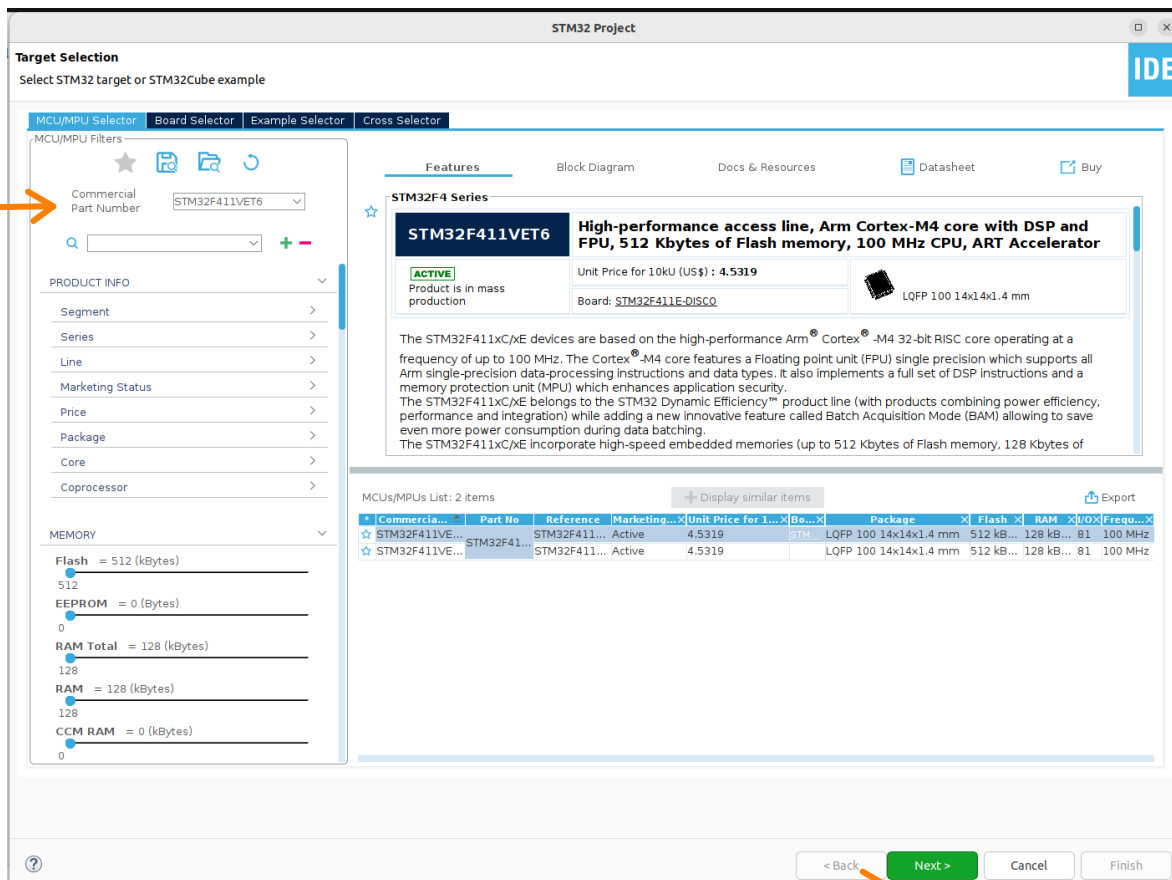 STM32 Project
Target Selection
Select STM32 target or STM32Cube example
IDE
MCU/MPU Selector
Board Selector
Example Selector
Cross Selector
MCU/MPU Filters
Commercial
Part Number
STM32F411VET6
PRODUCT INFO
Segment
Series
Line
Marketing Status
Price
Package
Core
Coprocessor
MEMORY
Flash = 512 (kBytes)
512
EEPROM = 0 (Bytes)
0
RAM Total = 128 (kBytes)
128
RAM = 128 (kBytes)
128
CCM RAM = 0 (kBytes)
0
Features
Block Diagram
Docs & Resources
Datasheet
Buy
STM32F4 Series
STM32F411VET6
High-performance access line, Arm Cortex-M4 core with DSP and
FPU, 512 Kbytes of Flash memory, 100 MHz CPU, ART Accelerator
ACTIVE
Product is in mass
production
Unit Price for 10kU (US$) : 4.5319
Board: STM32F411E-DISCO
LQFP 100 14x14x1.4 mm
The STM32F411xC/xE devices are based on the high-performance Arm® Cortex® -M4 32-bit RISC core operating at a
frequency of up to 100 MHz. The Cortex®-M4 core features a Floating point unit (FPU) single precision which supports all
Arm single-precision data-processing instructions and data types. It also implements a full set of DSP instructions and a
memory protection unit (MPU) which enhances application security.
The STM32F411xC/xE belongs to the STM32 Dynamic Efficiency™ product line (with products combining power efficiency,
performance and integration) while adding a new innovative feature called Batch Acquisition Mode (BAM) allowing to save
even more power consumption during data batching.
The STM32F411xC/xE incorporate high-speed embedded memories (up to 512 Kbytes of Flash memory, 128 Kbytes of
MCUs/MPUs List: 2 items
Display similar items
Export
* Commercia... Part No Reference Marketing... Unit Price for 1... Bo... Package Flash RAM I/O Frequ...
STM32F411VE... STM32F41... STM32F411... Active 4.5319 STM... LQFP 100 14x14x1.4 mm 512 kB... 128 kB... 81 100 MHz
STM32F411VE... STM32F411... Active 4.5319 LQFP 100 14x14x1.4 mm 512 kB... 128 kB... 81 100 MHz
< Back
Next >
Cancel
Finish